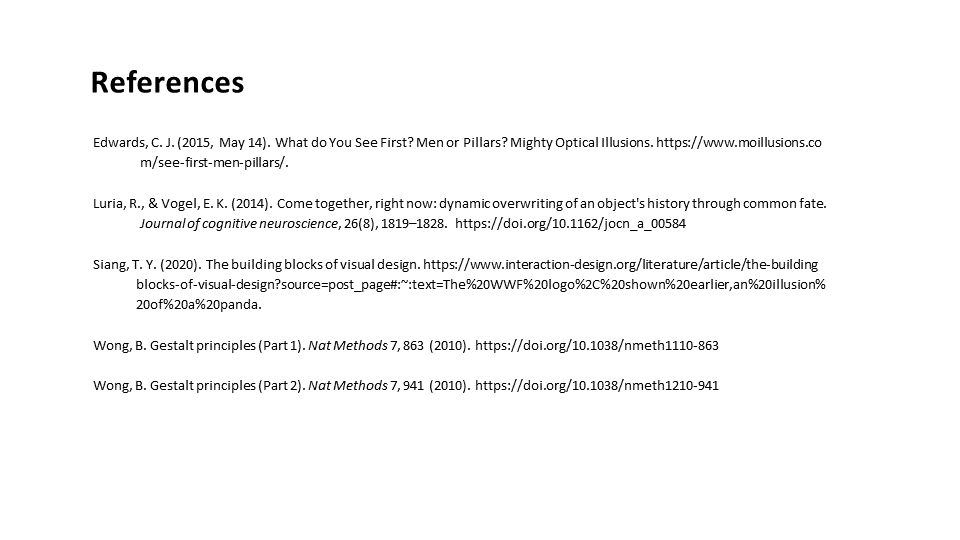 References
Edwards, C. J. (2015, May 14). What do You See First? Men or Pillars? Mighty Optical Illusions. https://www.moillusions.co
m/see-first-men-pillars/.
Luria, R., & Vogel, E. K. (2014). Come together, right now: dynamic overwriting of an object's history through common fate.
Journal of cognitive neuroscience, 26(8), 1819–1828. https://doi.org/10.1162/jocn_a_00584
Siang, T. Y. (2020). The building blocks of visual design. https://www.interaction-design.org/literature/article/the-building
blocks-of-visual-design?source=post_page#:~:text=The%20WWF%20logo%2C%20shown%20earlier,an%20illusion%
20of%20a%20panda.
Wong, B. Gestalt principles (Part 1). Nat Methods 7, 863 (2010). https://doi.org/10.1038/nmeth1110-863
Wong, B. Gestalt principles (Part 2). Nat Methods 7, 941 (2010). https://doi.org/10.1038/nmeth1210-941